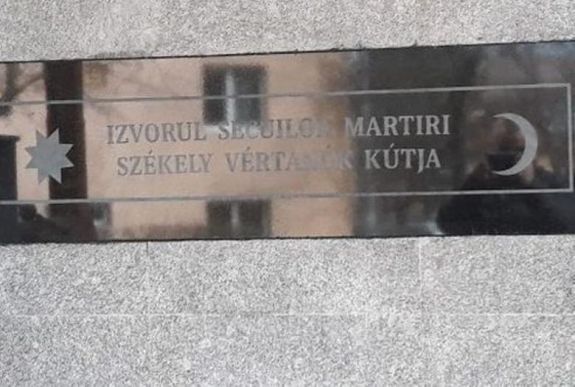 IZVORUL SECUILOR MARTIRI
SZÉKELY VÉRTANÚK KÚTJA